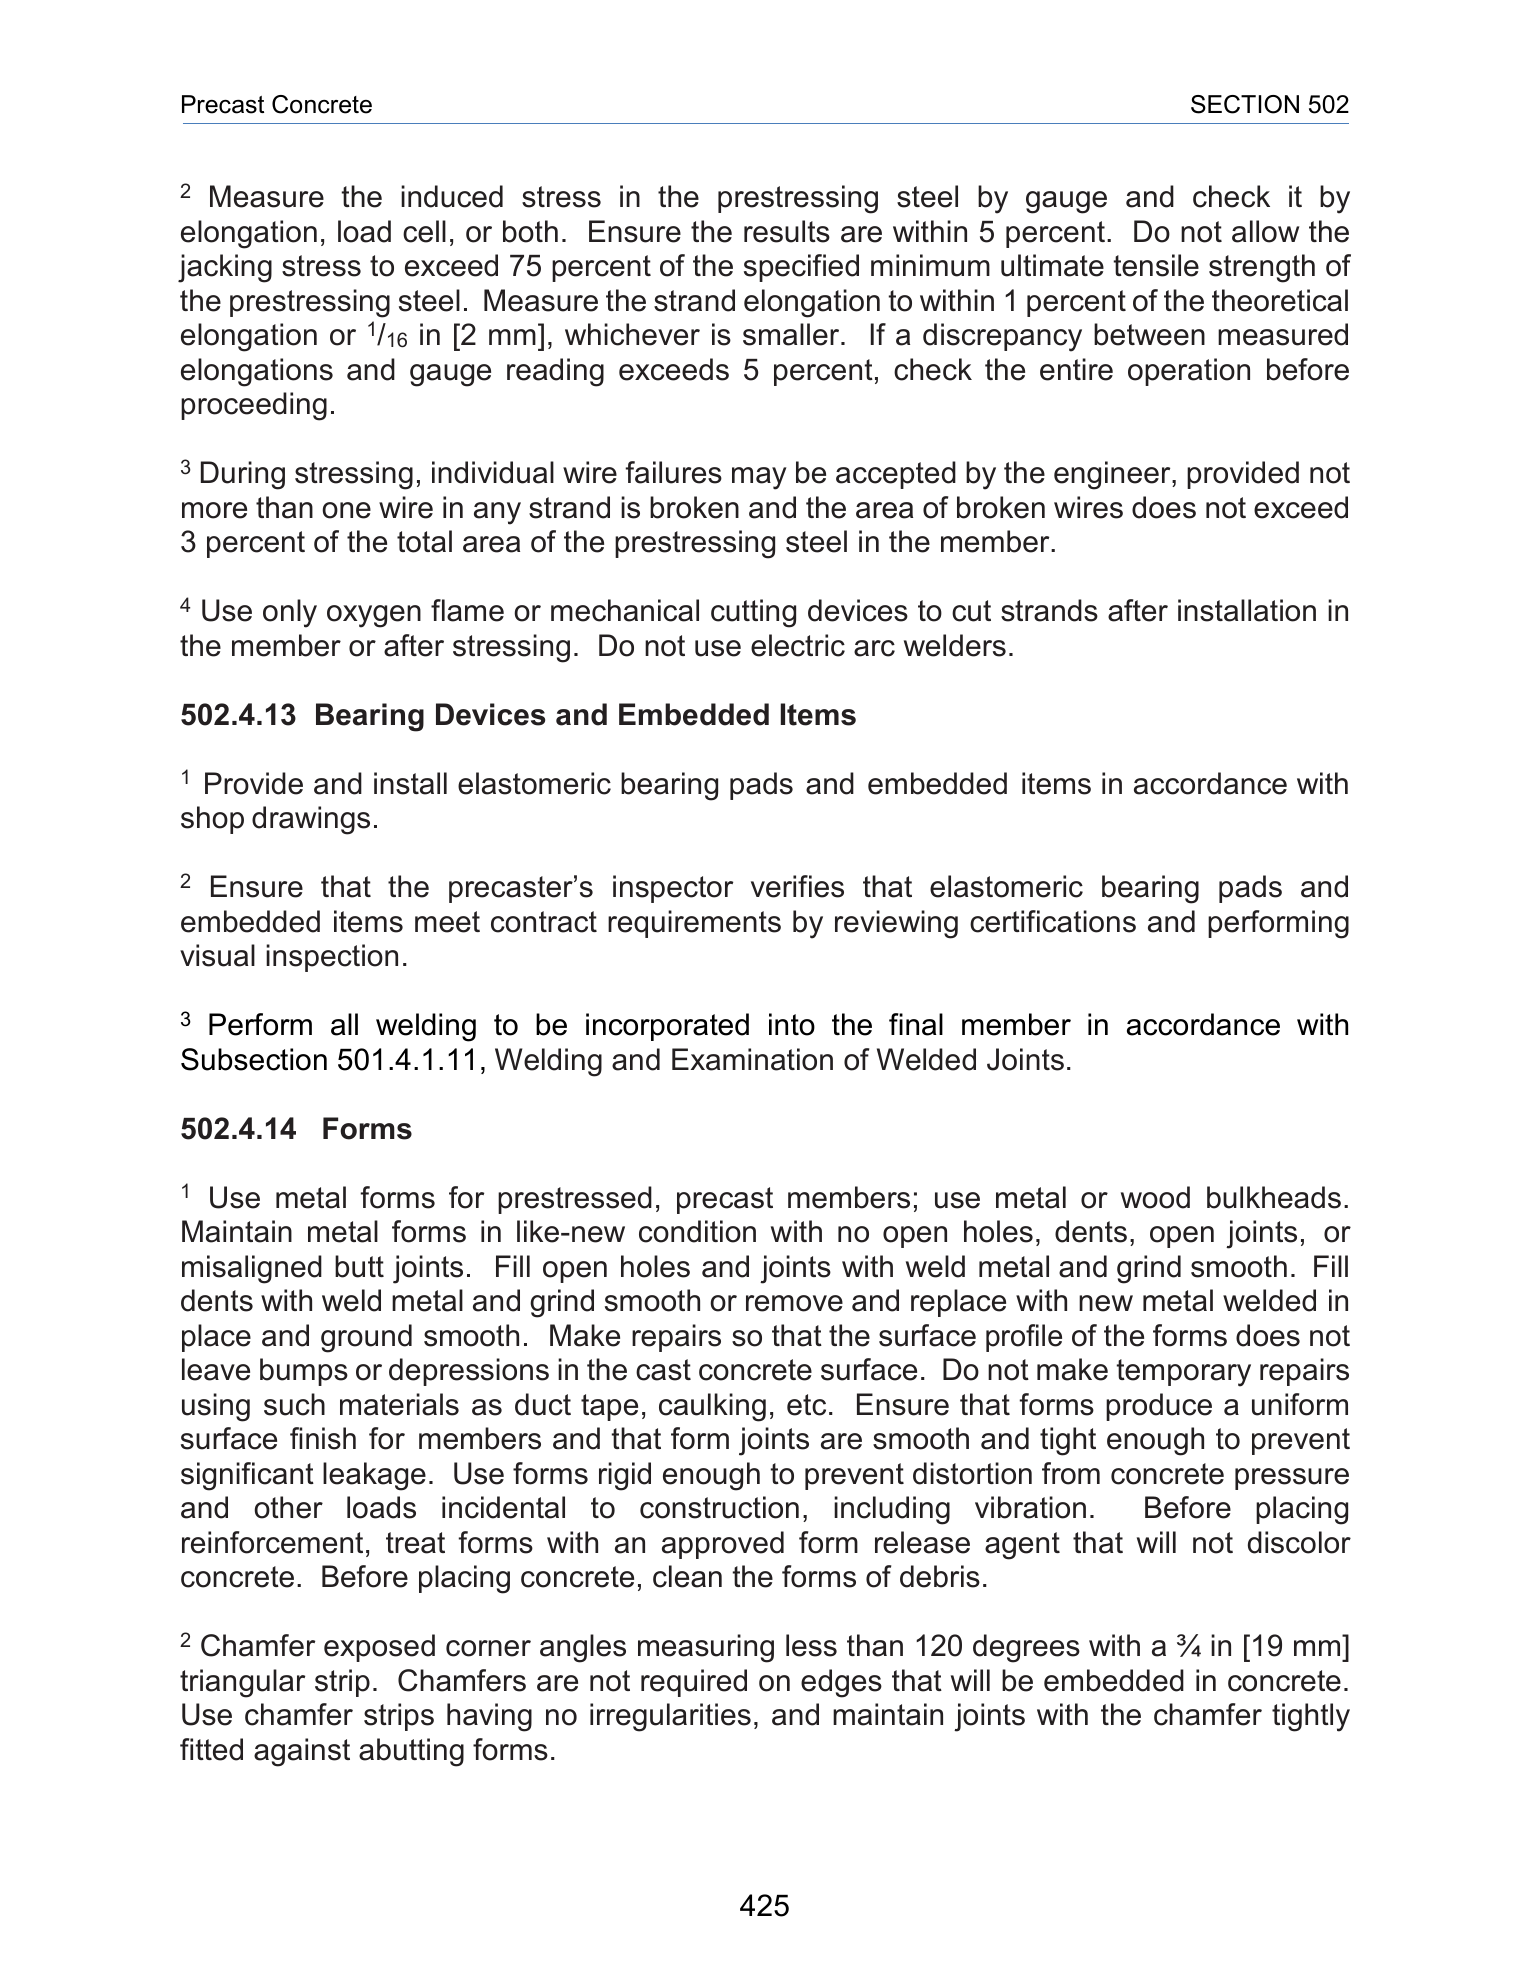 Precast Concrete SECTION 502
2 Measure the induced stress in the prestressing steel by gauge and check it by
elongation, load cell, or both. Ensure the results are within 5 percent. Do not allow the
jacking stress to exceed 75 percent of the specified minimum ultimate tensile strength of
the prestressing steel. Measure the strand elongation to within 1 percent of the theoretical
elongation or 1/16 in [2 mm], whichever is smaller. If a discrepancy between measured
elongations and gauge reading exceeds 5 percent, check the entire operation before
proceeding.
3 During stressing, individual wire failures may be accepted by the engineer, provided not
more than one wire in any strand is broken and the area of broken wires does not exceed
3 percent of the total area of the prestressing steel in the member.
4 Use only oxygen flame or mechanical cutting devices to cut strands after installation in
the member or after stressing. Do not use electric arc welders.
502.4.13 Bearing Devices and Embedded Items
1 Provide and install elastomeric bearing pads and embedded items in accordance with
shop drawings.
2 Ensure that the precaster’s inspector verifies that elastomeric bearing pads and
embedded items meet contract requirements by reviewing certifications and performing
visual inspection.
3 Perform all welding to be incorporated into the final member in accordance with
Subsection 501.4.1.11, Welding and Examination of Welded Joints.
502.4.14 Forms
1 Use metal forms for prestressed, precast members; use metal or wood bulkheads.
Maintain metal forms in like-new condition with no open holes, dents, open joints, or
misaligned butt joints. Fill open holes and joints with weld metal and grind smooth. Fill
dents with weld metal and grind smooth or remove and replace with new metal welded in
place and ground smooth. Make repairs so that the surface profile of the forms does not
leave bumps or depressions in the cast concrete surface. Do not make temporary repairs
using such materials as duct tape, caulking, etc. Ensure that forms produce a uniform
surface finish for members and that form joints are smooth and tight enough to prevent
significant leakage. Use forms rigid enough to prevent distortion from concrete pressure
and other loads incidental to construction, including vibration. Before placing
reinforcement, treat forms with an approved form release agent that will not discolor
concrete. Before placing concrete, clean the forms of debris.
2 Chamfer exposed corner angles measuring less than 120 degrees with a ¾ in [19 mm]
triangular strip. Chamfers are not required on edges that will be embedded in concrete.
Use chamfer strips having no irregularities, and maintain joints with the chamfer tightly
fitted against abutting forms.
425